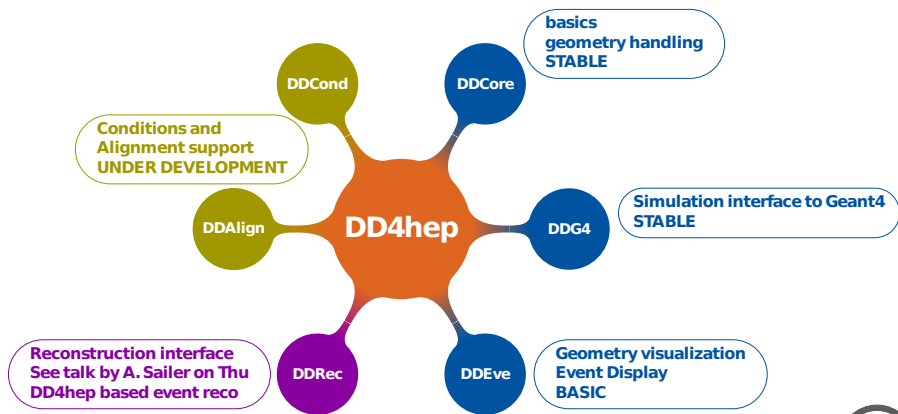 basics
geometry handling
STABLE
DDCond
DDCore
Conditions and
Alignment support
UNDER DEVELOPMENT
Simulation interface to Geant4
STABLE
DDAlign
DD4hep
DDG4
Reconstruction interface
See talk by A. Sailer on Thu
DD4hep based event reco
DDRec
DDEve
Geometry visualization
Event Display
BASIC